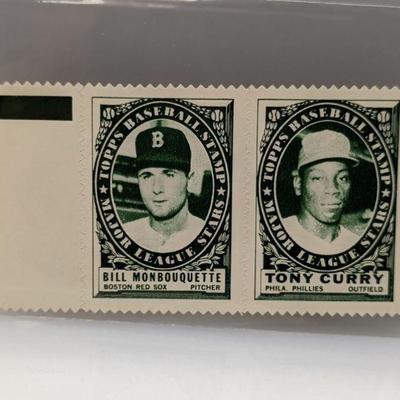 TOPPS BASEBALL STAMP
B
MAJOR LEAGUE STARS
BILL MONBOUQUETTE
BOSTON RED SOX PITCHER
TOPPS BASEBALL STAMP
MAJOR LEAGUE STARS
TONY CURRY
PHILA. PHILLIES OUTFIELD